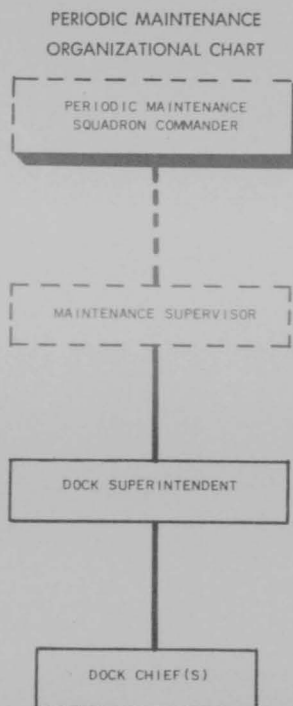 PERIODIC MAINTENANCE
ORGANIZATIONAL CHART
PERIODIC MAINTENANCE
SQUADRON COMMANDER
MAINTENANCE SUPERVISOR
DOCK SUPERINTENDENT
DOCK CHIEF(S)